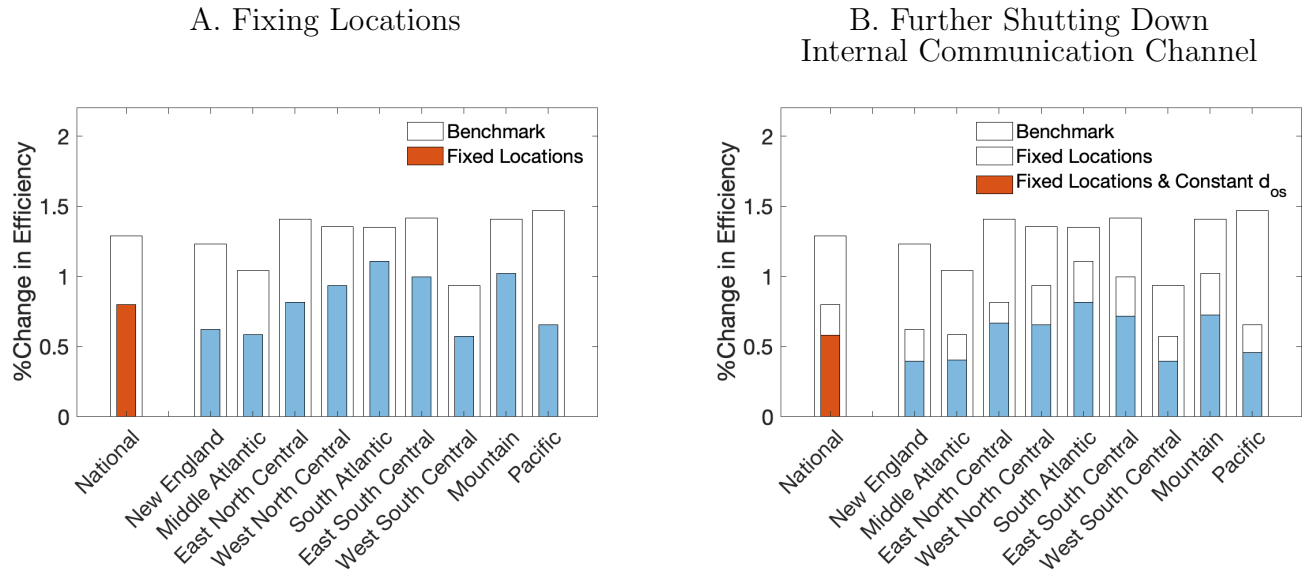 A. Fixing Locations
%Change in Efficiency
2
1.5
1
0.5
0
Benchmark
Fixed Locations
National
New England
Middle Atlantic
East North Central
West North Central
South Atlantic
East South Central
West South Central
Mountain
Pacific
B. Further Shutting Down
Internal Communication Channel
%Change in Efficiency
2
1.5
1
0.5
0
Benchmark
Fixed Locations
Fixed Locations & Constant d_os
National
New England
Middle Atlantic
East North Central
West North Central
South Atlantic
East South Central
West South Central
Mountain
Pacific